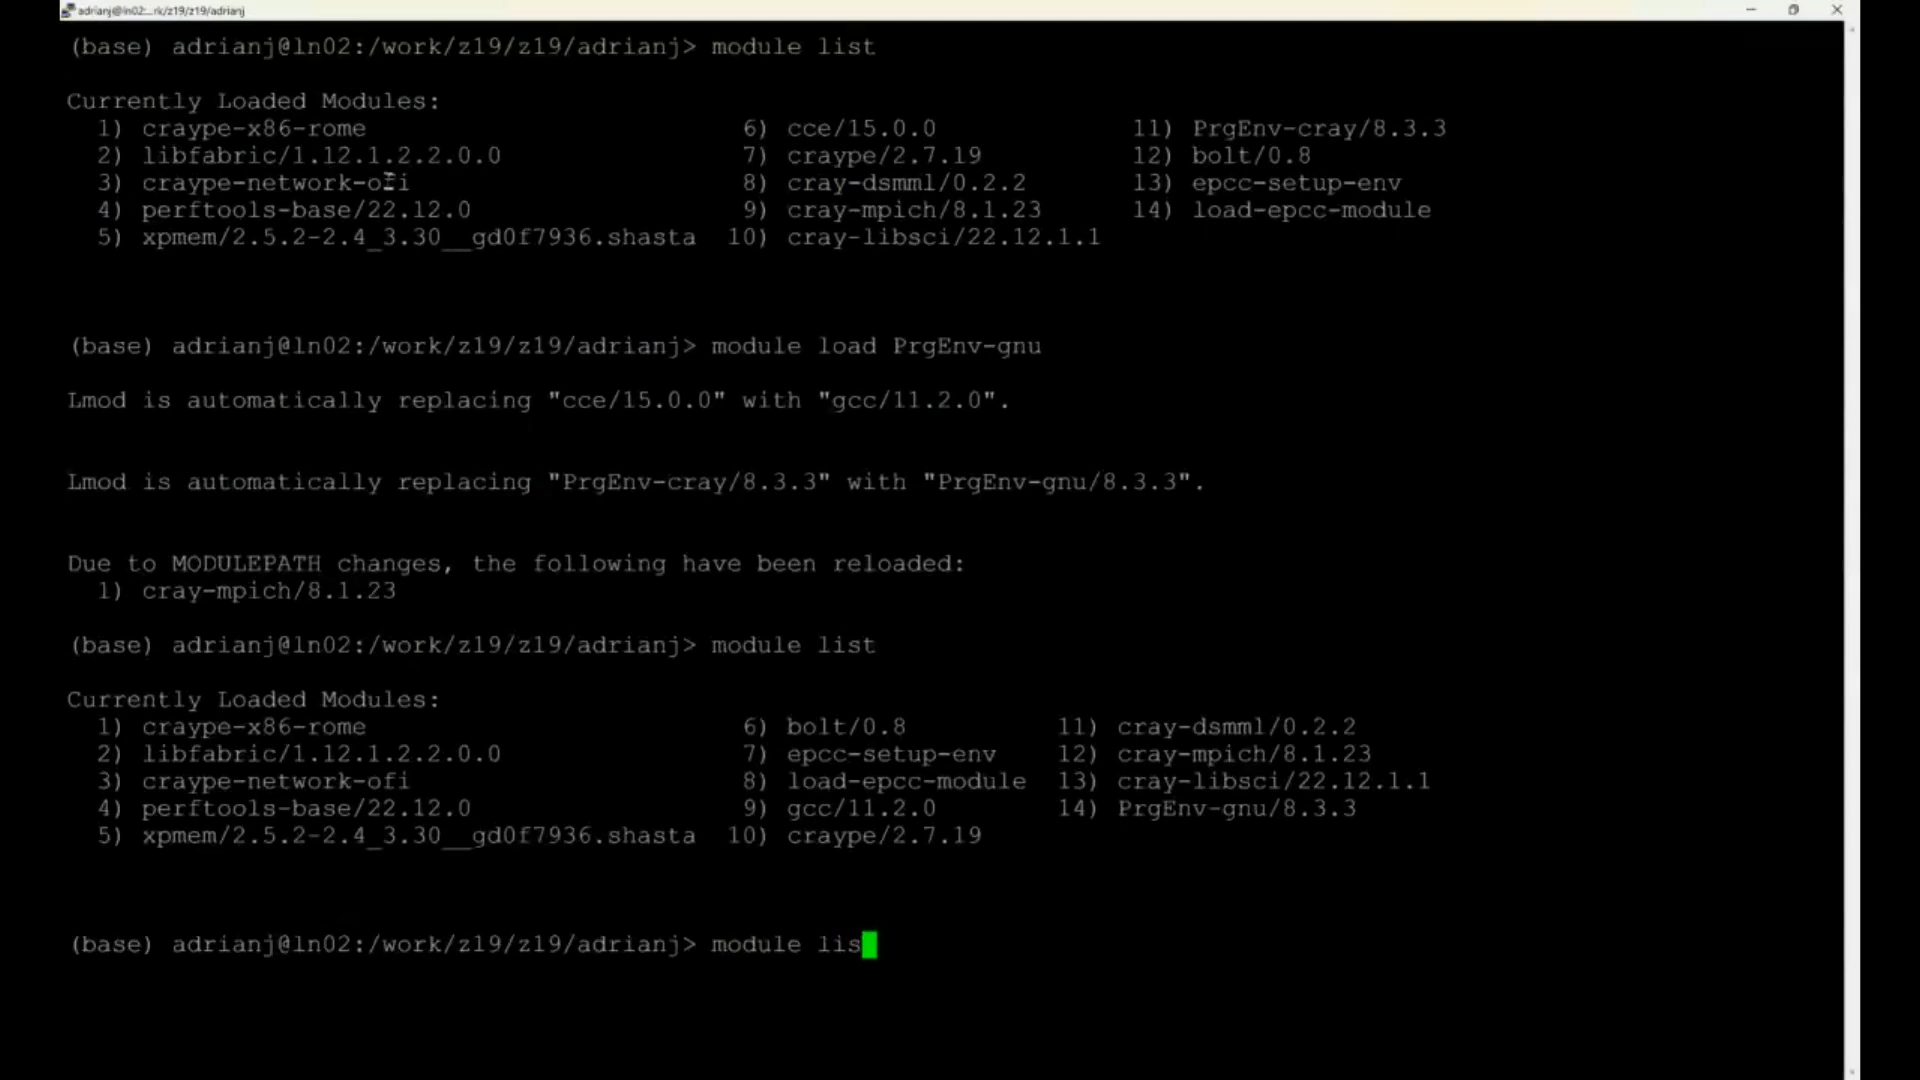 adrianj@ln02:...rk/z19/z19/adrianj
(base) adrianj@ln02:/work/z19/z19/adrianj> module list
Currently Loaded Modules:
1) craype-x86-rome 6) cce/15.0.0 11) PrgEnv-cray/8.3.3
2) libfabric/1.12.1.2.2.0.0 7) craype/2.7.19 12) bolt/0.8
3) craype-network-ofi 8) cray-dsmml/0.2.2 13) epcc-setup-env
4) perftools-base/22.12.0 9) cray-mpich/8.1.23 14) load-epcc-module
5) xpmem/2.5.2-2.4_3.30__gd0f7936.shasta 10) cray-libsci/22.12.1.1
(base) adrianj@ln02:/work/z19/z19/adrianj> module load PrgEnv-gnu
Lmod is automatically replacing "cce/15.0.0" with "gcc/11.2.0".
Lmod is automatically replacing "PrgEnv-cray/8.3.3" with "PrgEnv-gnu/8.3.3".
Due to MODULEPATH changes, the following have been reloaded:
1) cray-mpich/8.1.23
(base) adrianj@ln02:/work/z19/z19/adrianj> module list
Currently Loaded Modules:
1) craype-x86-rome 6) bolt/0.8 11) cray-dsmml/0.2.2
2) libfabric/1.12.1.2.2.0.0 7) epcc-setup-env 12) cray-mpich/8.1.23
3) craype-network-ofi 8) load-epcc-module 13) cray-libsci/22.12.1.1
4) perftools-base/22.12.0 9) gcc/11.2.0 14) PrgEnv-gnu/8.3.3
5) xpmem/2.5.2-2.4_3.30__gd0f7936.shasta 10) craype/2.7.19
(base) adrianj@ln02:/work/z19/z19/adrianj> module lis